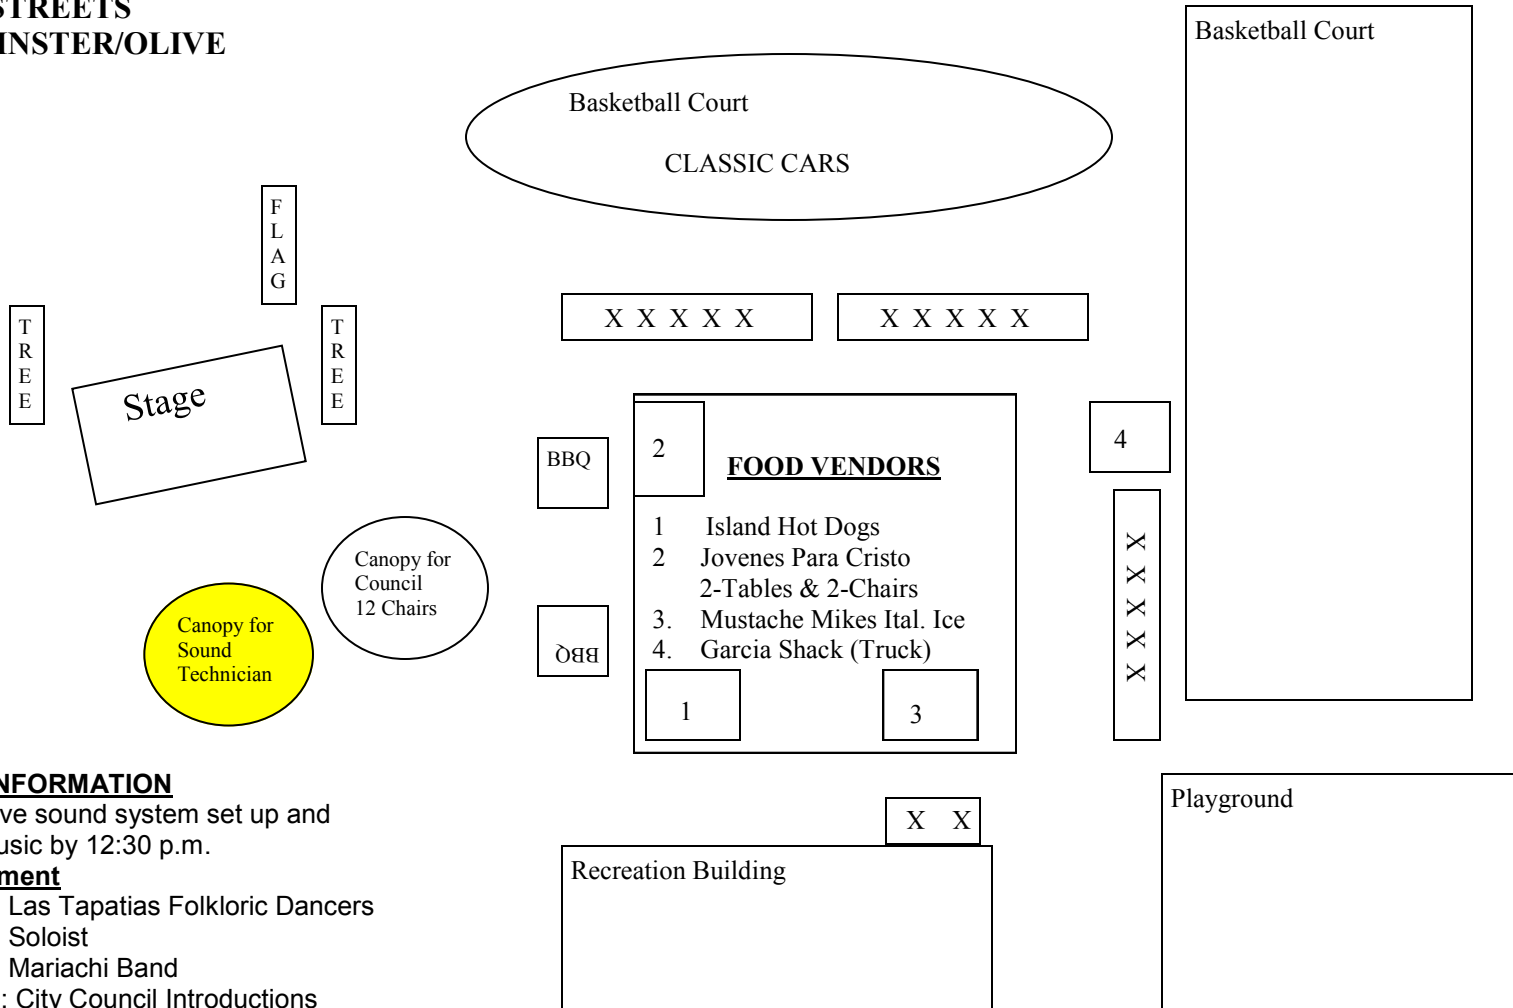 STREETS
INSTER/OLIVE
Basketball Court
CLASSIC CARS
Basketball Court
F
L
A
G
T
R
E
E
T
R
E
E
Stage
X X X X X
X X X X X
BBQ
2
FOOD VENDORS
1 Island Hot Dogs
2 Jovenes Para Cristo
2-Tables & 2-Chairs
3. Mustache Mikes Ital. Ice
4. Garcia Shack (Truck)
1
3
4
X X X X X
Canopy for
Council
12 Chairs
BBQ
Canopy for
Sound
Technician
NFORMATION
ve sound system set up and
usic by 12:30 p.m.
ment
Las Tapatias Folkloric Dancers
Soloist
Mariachi Band
: City Council Introductions
X X
Recreation Building
Playground